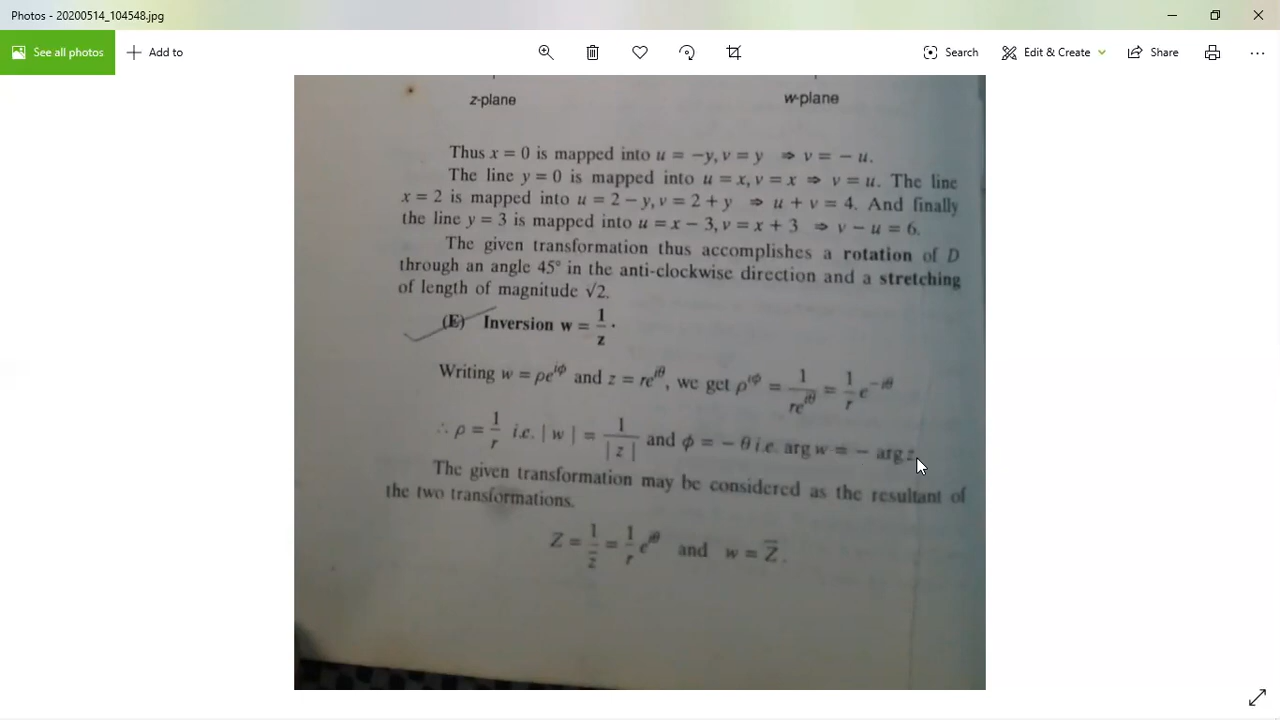 Photos - 20200514_104548.jpg
See all photos
Add to
Search
Edit & Create
Share
z-plane
w-plane
Thus x = 0 is mapped into u = −y, v = y ⇒ v = − u.
The line y = 0 is mapped into u = x, v = x ⇒ v = u. The line
x = 2 is mapped into u = 2 − y, v = 2 + y ⇒ u + v = 4. And finally
the line y = 3 is mapped into u = x − 3, v = x + 3 ⇒ v − u = 6.
The given transformation thus accomplishes a rotation of D
through an angle 45° in the anti-clockwise direction and a stretching
of length of magnitude √2.
(E) Inversion w = 1/z .
Writing w = ρe^{iφ} and z = re^{iθ}, we get ρ^{iφ} = 1/re^{iθ} = 1/r e^{−iθ}
∴ ρ = 1/r i.e. | w | = 1/| z | and φ = − θ i.e. arg w = − arg z
The given transformation may be considered as the resultant of
the two transformations.
Z = 1/z̄ = 1/r e^{iθ} and w = Z̄ .